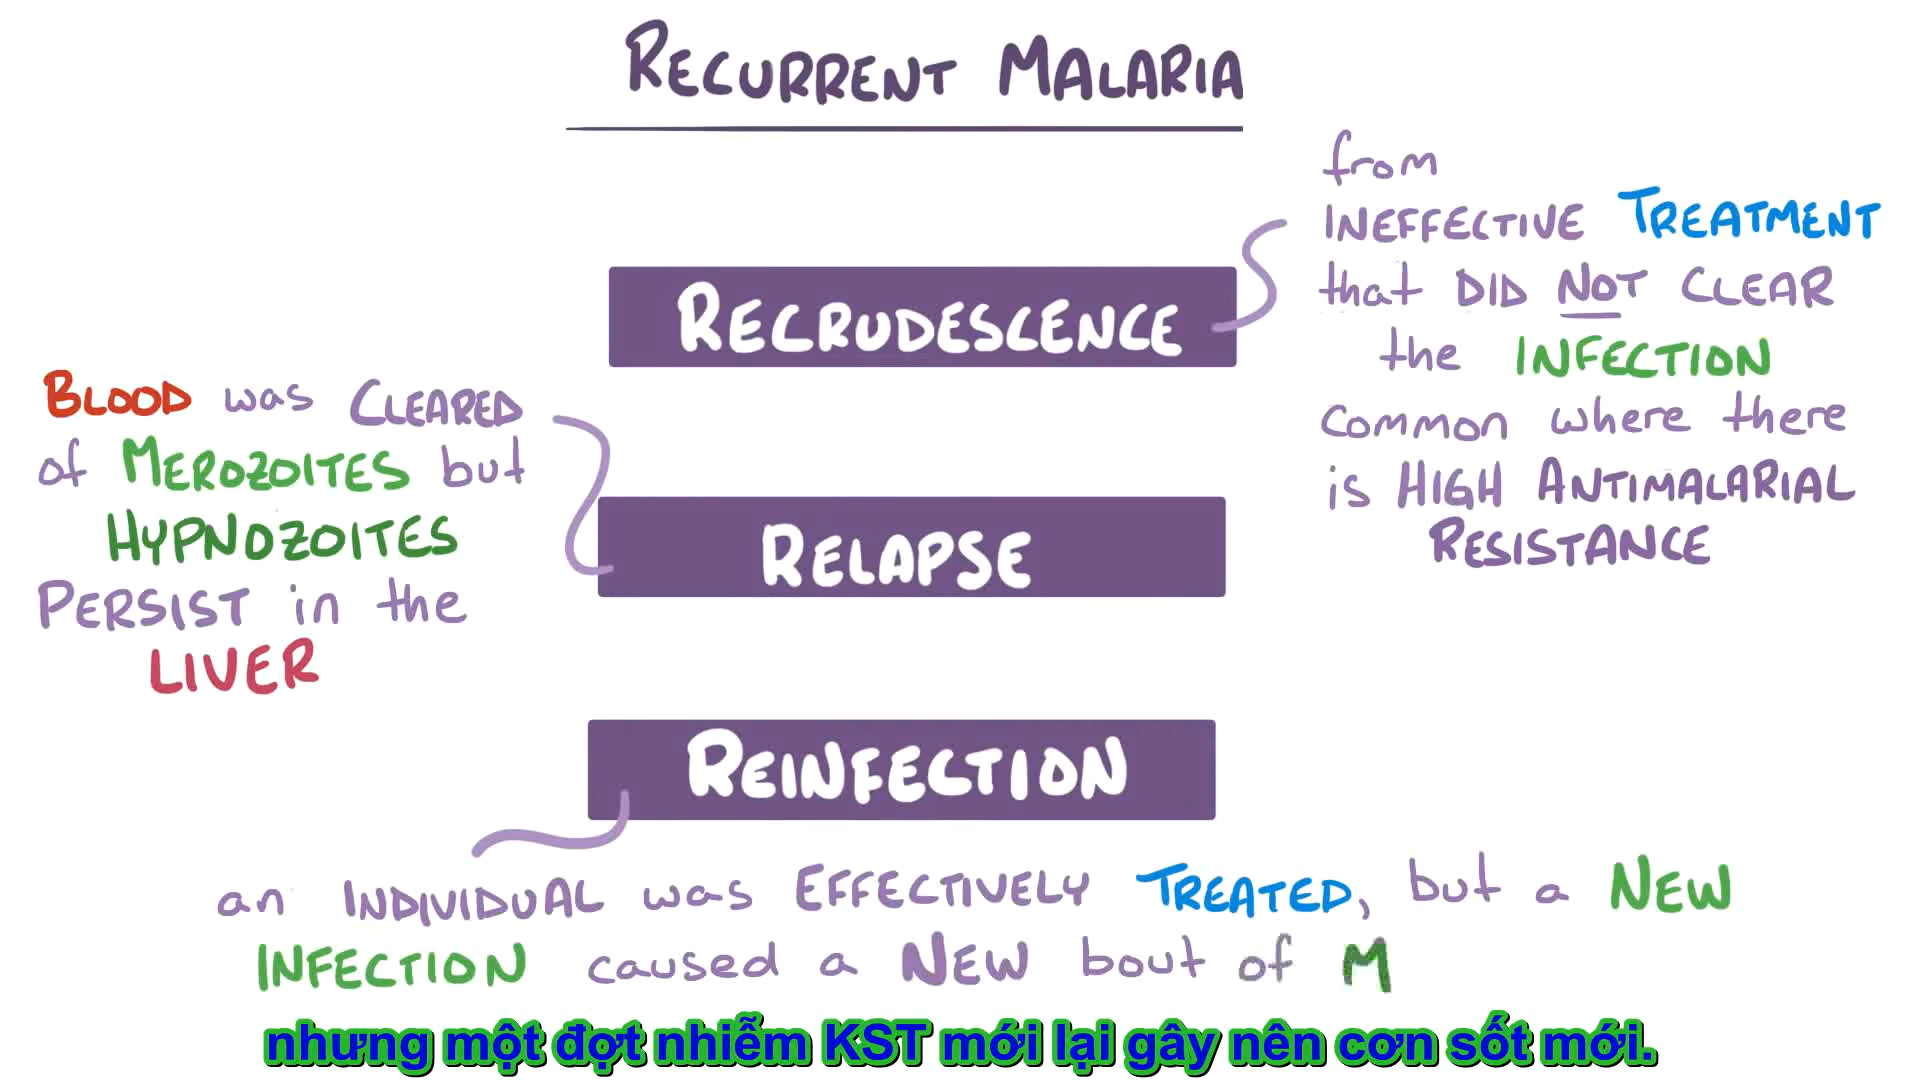 RECURRENT MALARIA
RECRUDESCENCE
from
INEFFECTIVE TREATMENT
that DID NOT CLEAR
the INFECTION
common where there
is HIGH ANTIMALARIAL
RESISTANCE
BLOOD was CLEARED
of MEROZOITES but
HYPNOZOITES
PERSIST in the
LIVER
RELAPSE
REINFECTION
an INDIVIDUAL was EFFECTIVELY TREATED, but a NEW
INFECTION caused a NEW bout of M
nhưng một đợt nhiễm KST mới lại gây nên cơn sốt mới.